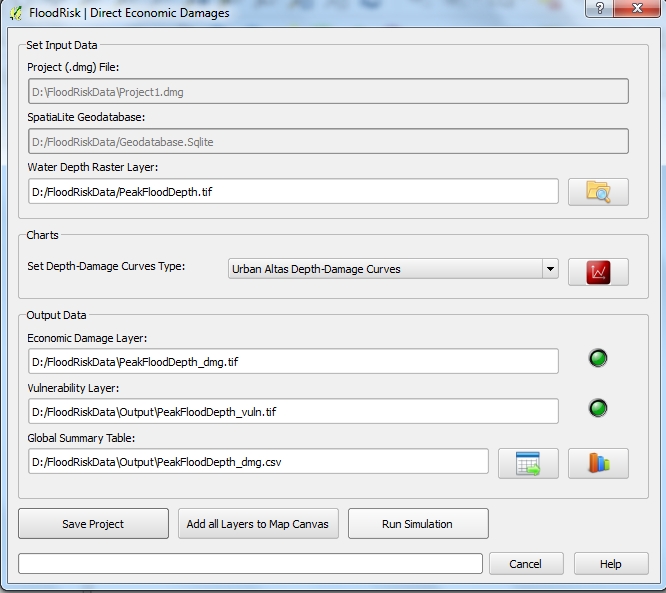 FloodRisk | Direct Economic Damages
?
x
Set Input Data
Project (.dmg) File:
D:\FloodRiskData\Project1.dmg
SpatiaLite Geodatabase:
D:/FloodRiskData/Geodatabase.Sqlite
Water Depth Raster Layer:
D:/FloodRiskData/PeakFloodDepth.tif
Charts
Set Depth-Damage Curves Type:
Urban Altas Depth-Damage Curves
Output Data
Economic Damage Layer:
D:/FloodRiskData\PeakFloodDepth_dmg.tif
Vulnerability Layer:
D:/FloodRiskData\Output\PeakFloodDepth_vuln.tif
Global Summary Table:
D:/FloodRiskData\Output\PeakFloodDepth_dmg.csv
Save Project
Add all Layers to Map Canvas
Run Simulation
Cancel
Help